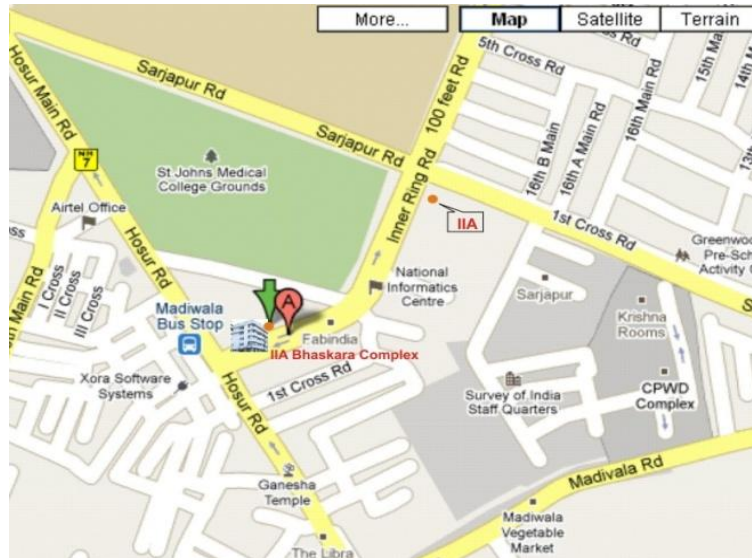 More...
Map
Satellite
Terrain
Hosur Main Rd
Sarjapur Rd
Sarjapur Rd
100 feet Rd
5th Cross Rd
15th Main
14th
16th Main
16th B Main
16th A Main Rd
13th
NH
7
St Johns Medical
College Grounds
Inner Ring Rd
IIA
1st Cross Rd
Airtel Office
Hosur Rd
Greenwoo
Pre-Sch
Activity C
I Cross
II Cross
III Cross
Main Rd
National
Informatics
Centre
Sarjapur
Krishna
Rooms
Madiwala
Bus Stop
A
Fabindia
IIA Bhaskara Complex
Xora Software
Systems
Hosur Rd
1st Cross Rd
Survey of India
Staff Quarters
CPWD
Complex
Ganesha
Temple
Madivala Rd
Madiwala
Vegetable
Market
The Libra